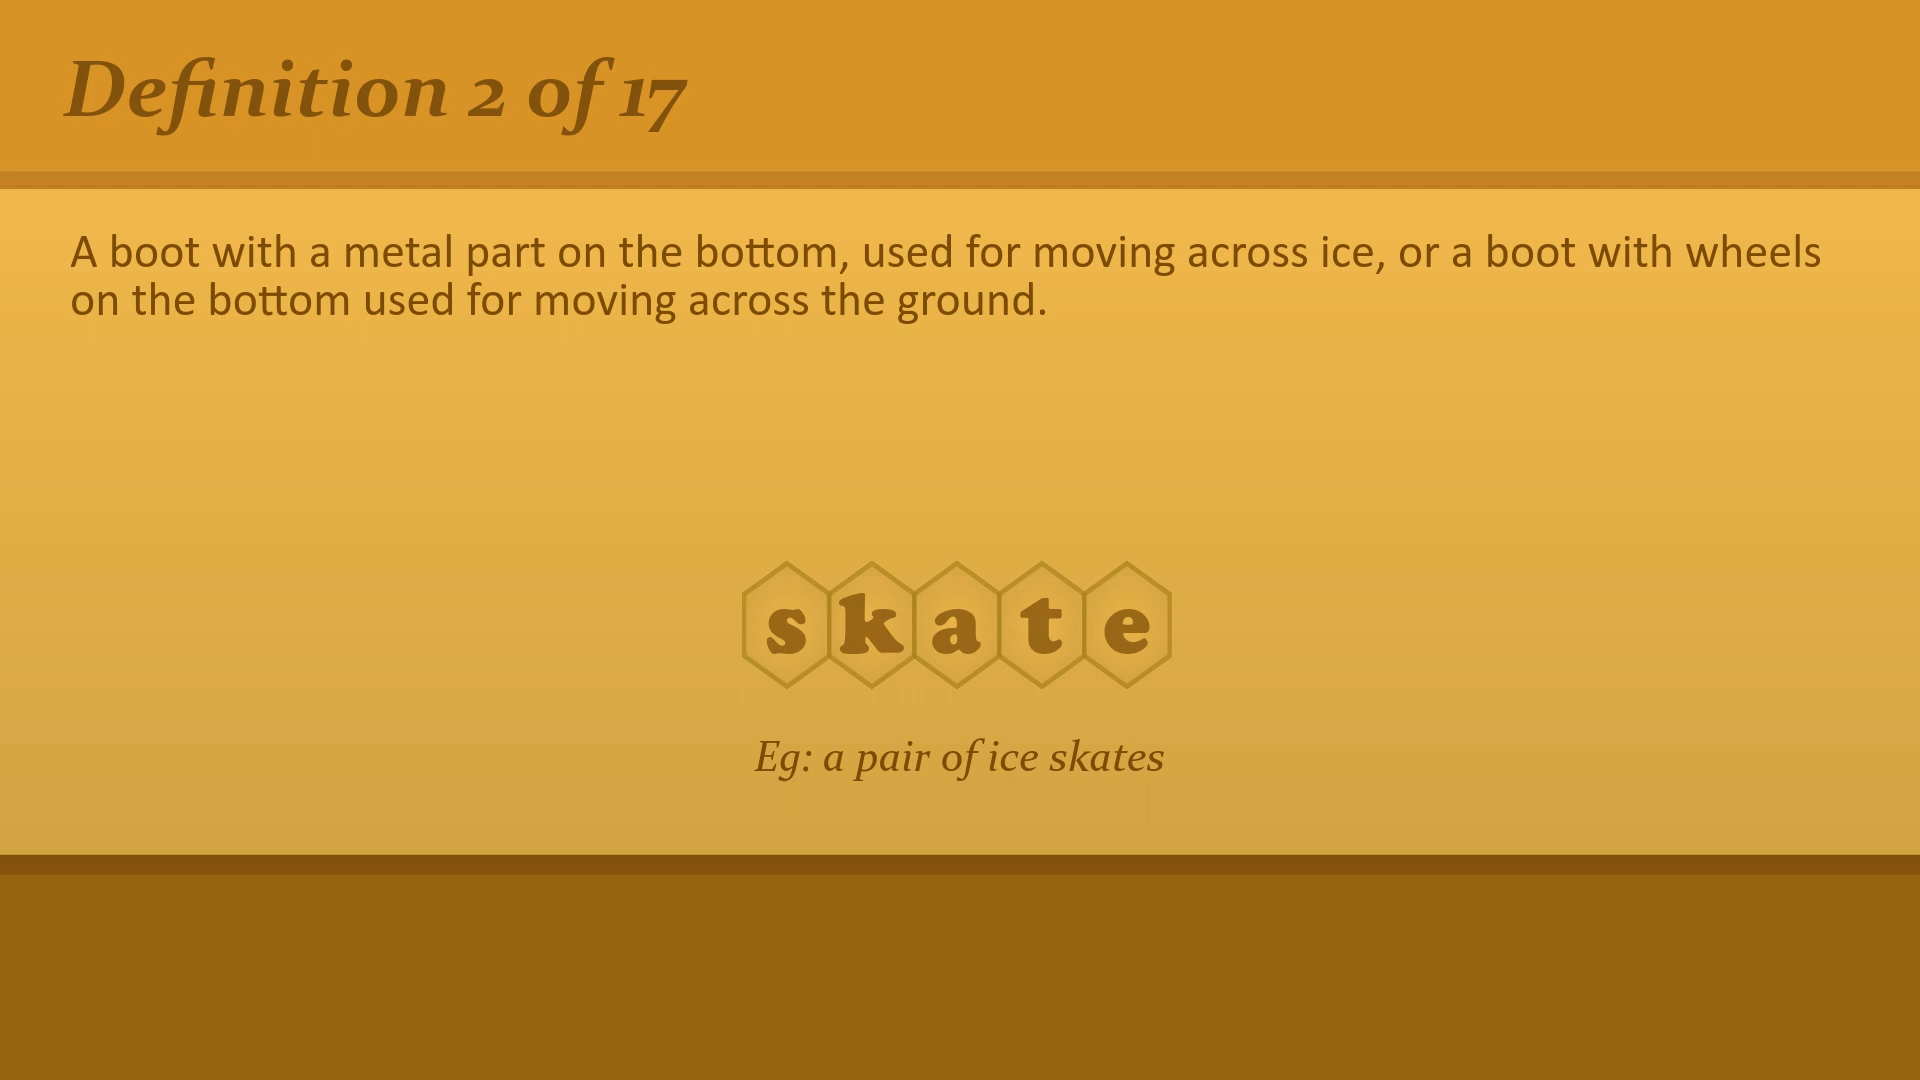 Definition 2 of 17
A boot with a metal part on the bottom, used for moving across ice, or a boot with wheels
on the bottom used for moving across the ground.
skate
Eg: a pair of ice skates